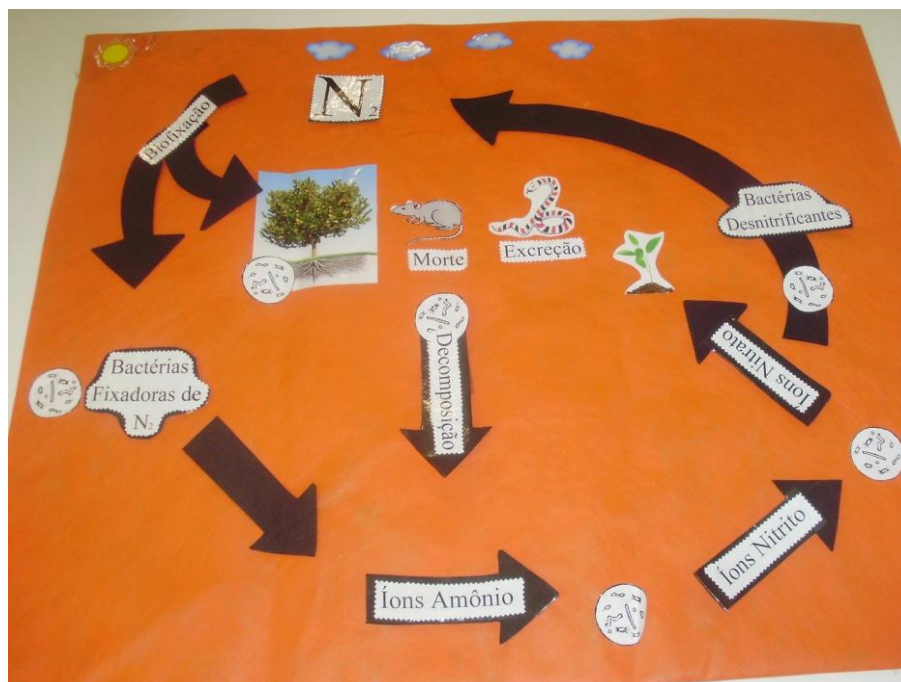 N2
Biofixação
Bactérias
Desnitrificantes
Morte
Excreção
Decomposição
Íons Nitrato
Bactérias
Fixadoras de
N2
Íons Nitrito
Íons Amônio